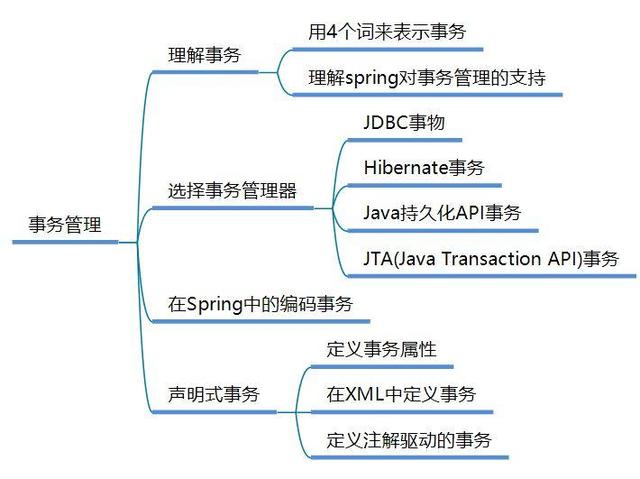 事务管理
理解事务
用4个词来表示事务
理解spring对事务管理的支持
选择事务管理器
JDBC事物
Hibernate事务
Java持久化API事务
JTA(Java Transaction API)事务
在Spring中的编码事务
声明式事务
定义事务属性
在XML中定义事务
定义注解驱动的事务